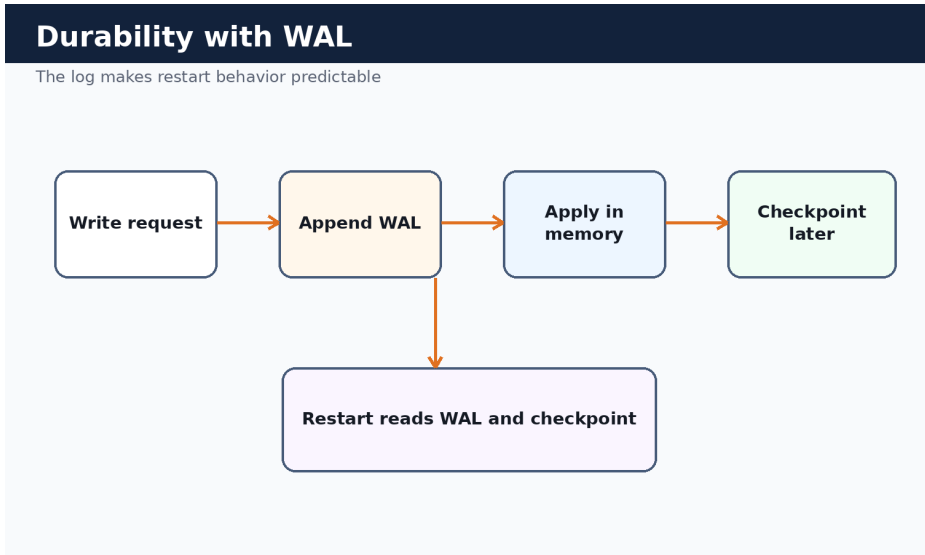 Durability with WAL
The log makes restart behavior predictable
Write request
Append WAL
Apply in
memory
Checkpoint
later
Restart reads WAL and checkpoint